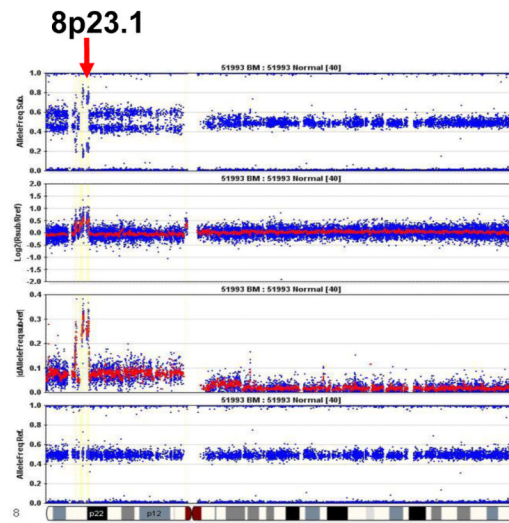 8p23.1
51993 BM : 51993 Normal [40]
AlleleFreq Sub.
1.0
0.8
0.6
0.4
0.2
0.0
51993 BM : 51993 Normal [40]
Log2(Rsub/Rref)
2.0
1.5
1.0
0.5
0.0
-0.5
-1.0
-1.5
-2.0
51993 BM : 51993 Normal [40]
|dAlleleFreq sub-ref|
0.4
0.3
0.2
0.1
0.0
51993 BM : 51993 Normal [40]
AlleleFreq Ref.
1.0
0.8
0.6
0.4
0.2
0.0
8 p22 p12